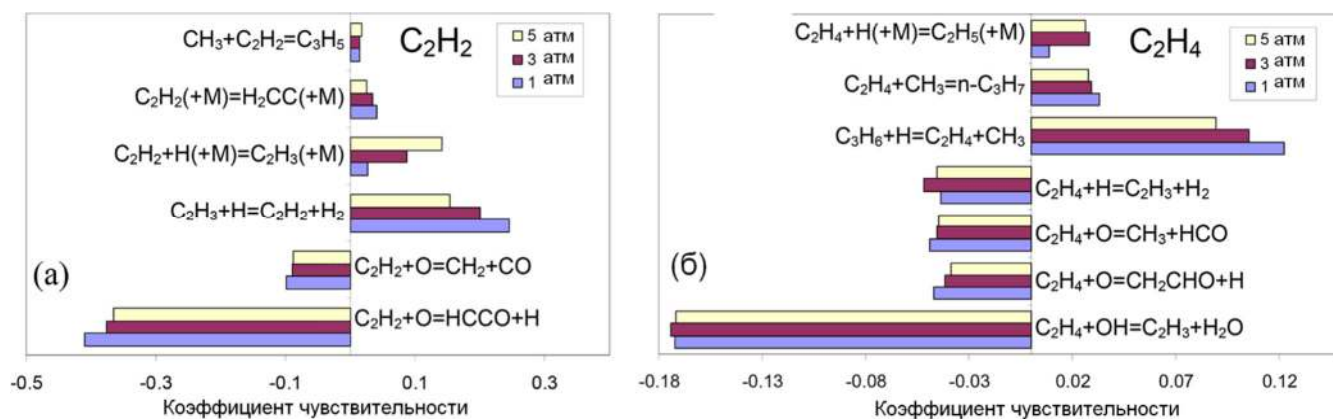 CH₃+C₂H₂=C₃H₅
C₂H₂
5 атм
3 атм
1 атм
C₂H₂(+M)=H₂CC(+M)
C₂H₂+H(+M)=C₂H₃(+M)
C₂H₃+H=C₂H₂+H₂
(а)
C₂H₂+O=CH₂+CO
C₂H₂+O=HCCO+H
-0.5 -0.3 -0.1 0.1 0.3
Коэффициент чувствительности
C₂H₄+H(+M)=C₂H₅(+M)
C₂H₄
5 атм
3 атм
1 атм
C₂H₄+CH₃=n-C₃H₇
C₃H₆+H=C₂H₄+CH₃
C₂H₄+H=C₂H₃+H₂
C₂H₄+O=CH₃+HCO
(б)
C₂H₄+O=CH₂CHO+H
C₂H₄+OH=C₂H₃+H₂O
-0.18 -0.13 -0.08 -0.03 0.02 0.07 0.12
Коэффициент чувствительности